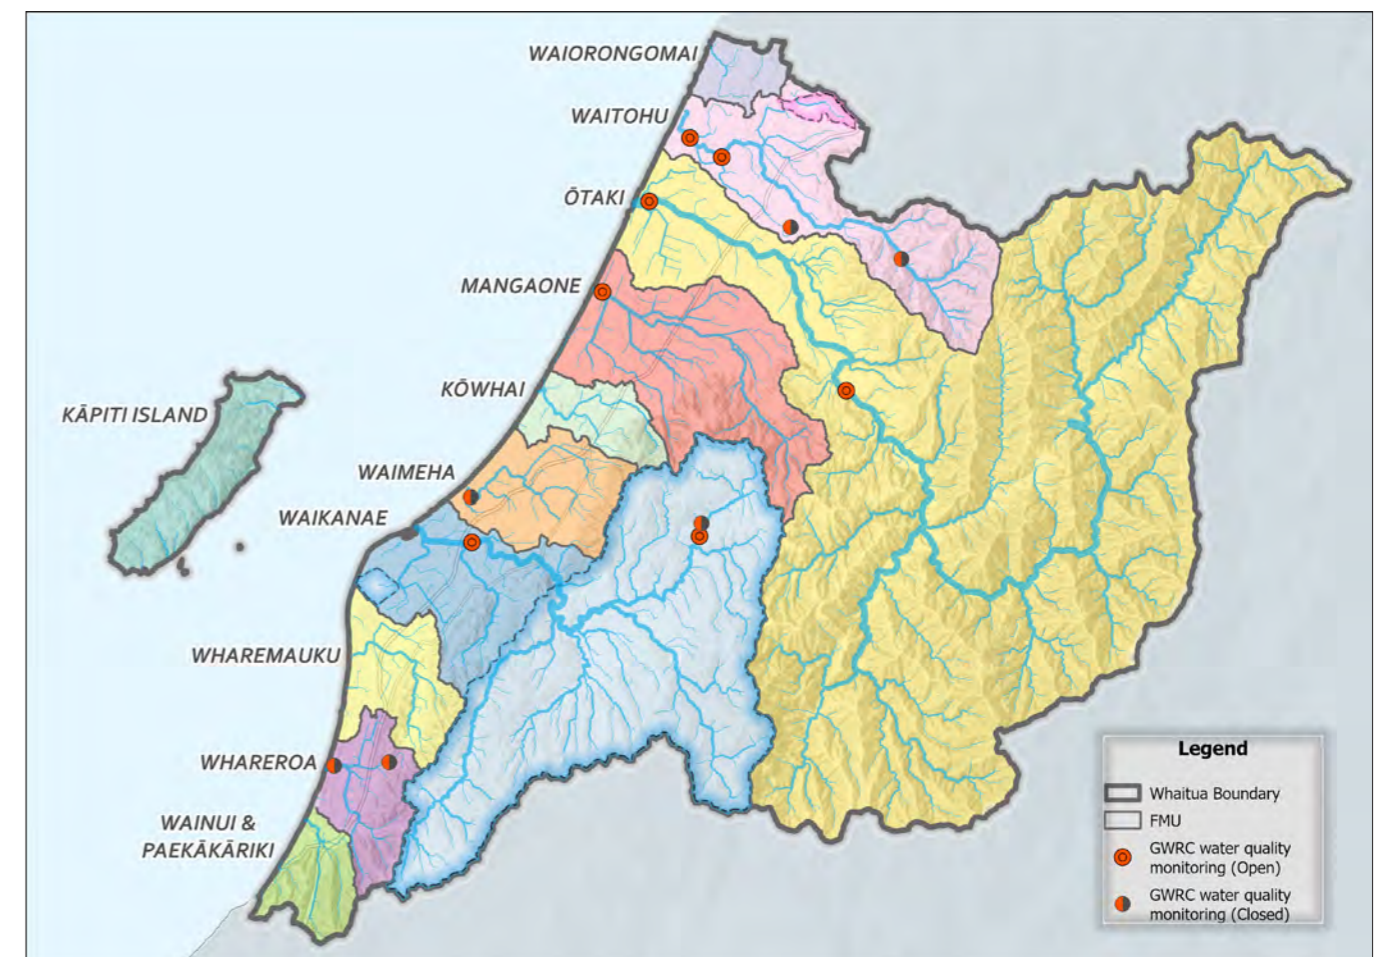 WAIORONGOMAI
WAITOHU
ŌTAKI
MANGAONE
KŌWHAI
KĀPITI ISLAND
WAIMEHA
WAIKANAE
WHAREMAUKU
WHAREROA
WAINUI &
PAEKĀKĀRIKI
Legend
Whaitua Boundary
FMU
GWRC water quality
monitoring (Open)
GWRC water quality
monitoring (Closed)